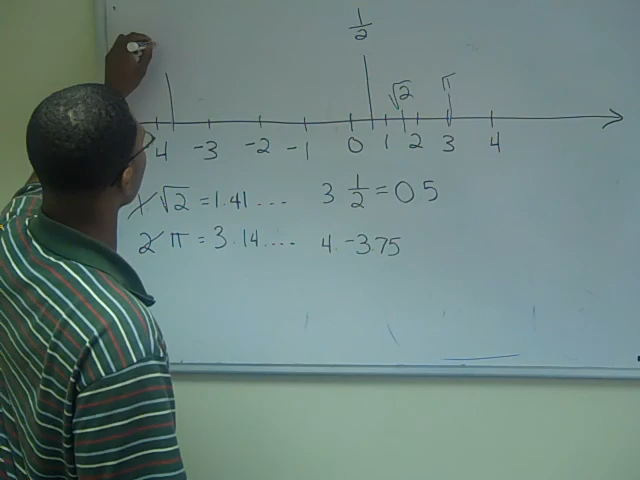 1/2
√2 π
-4 -3 -2 -1 0 1 2 3 4
1 √2 = 1.41 ... 3 1/2 = 0 5
2 π = 3.14 .... 4. -3.75